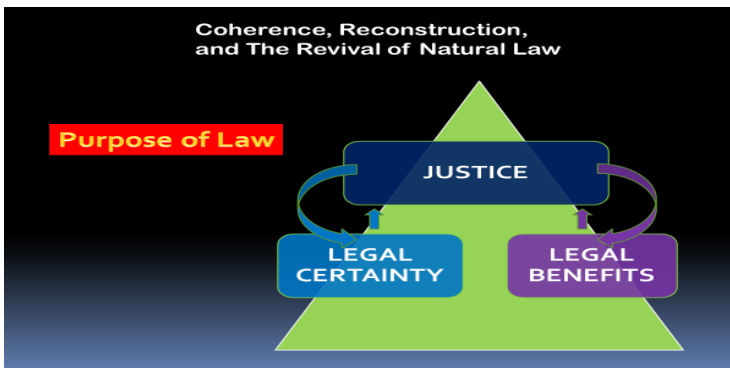 Coherence, Reconstruction,
and The Revival of Natural Law
Purpose of Law
JUSTICE
LEGAL
CERTAINTY
LEGAL
BENEFITS